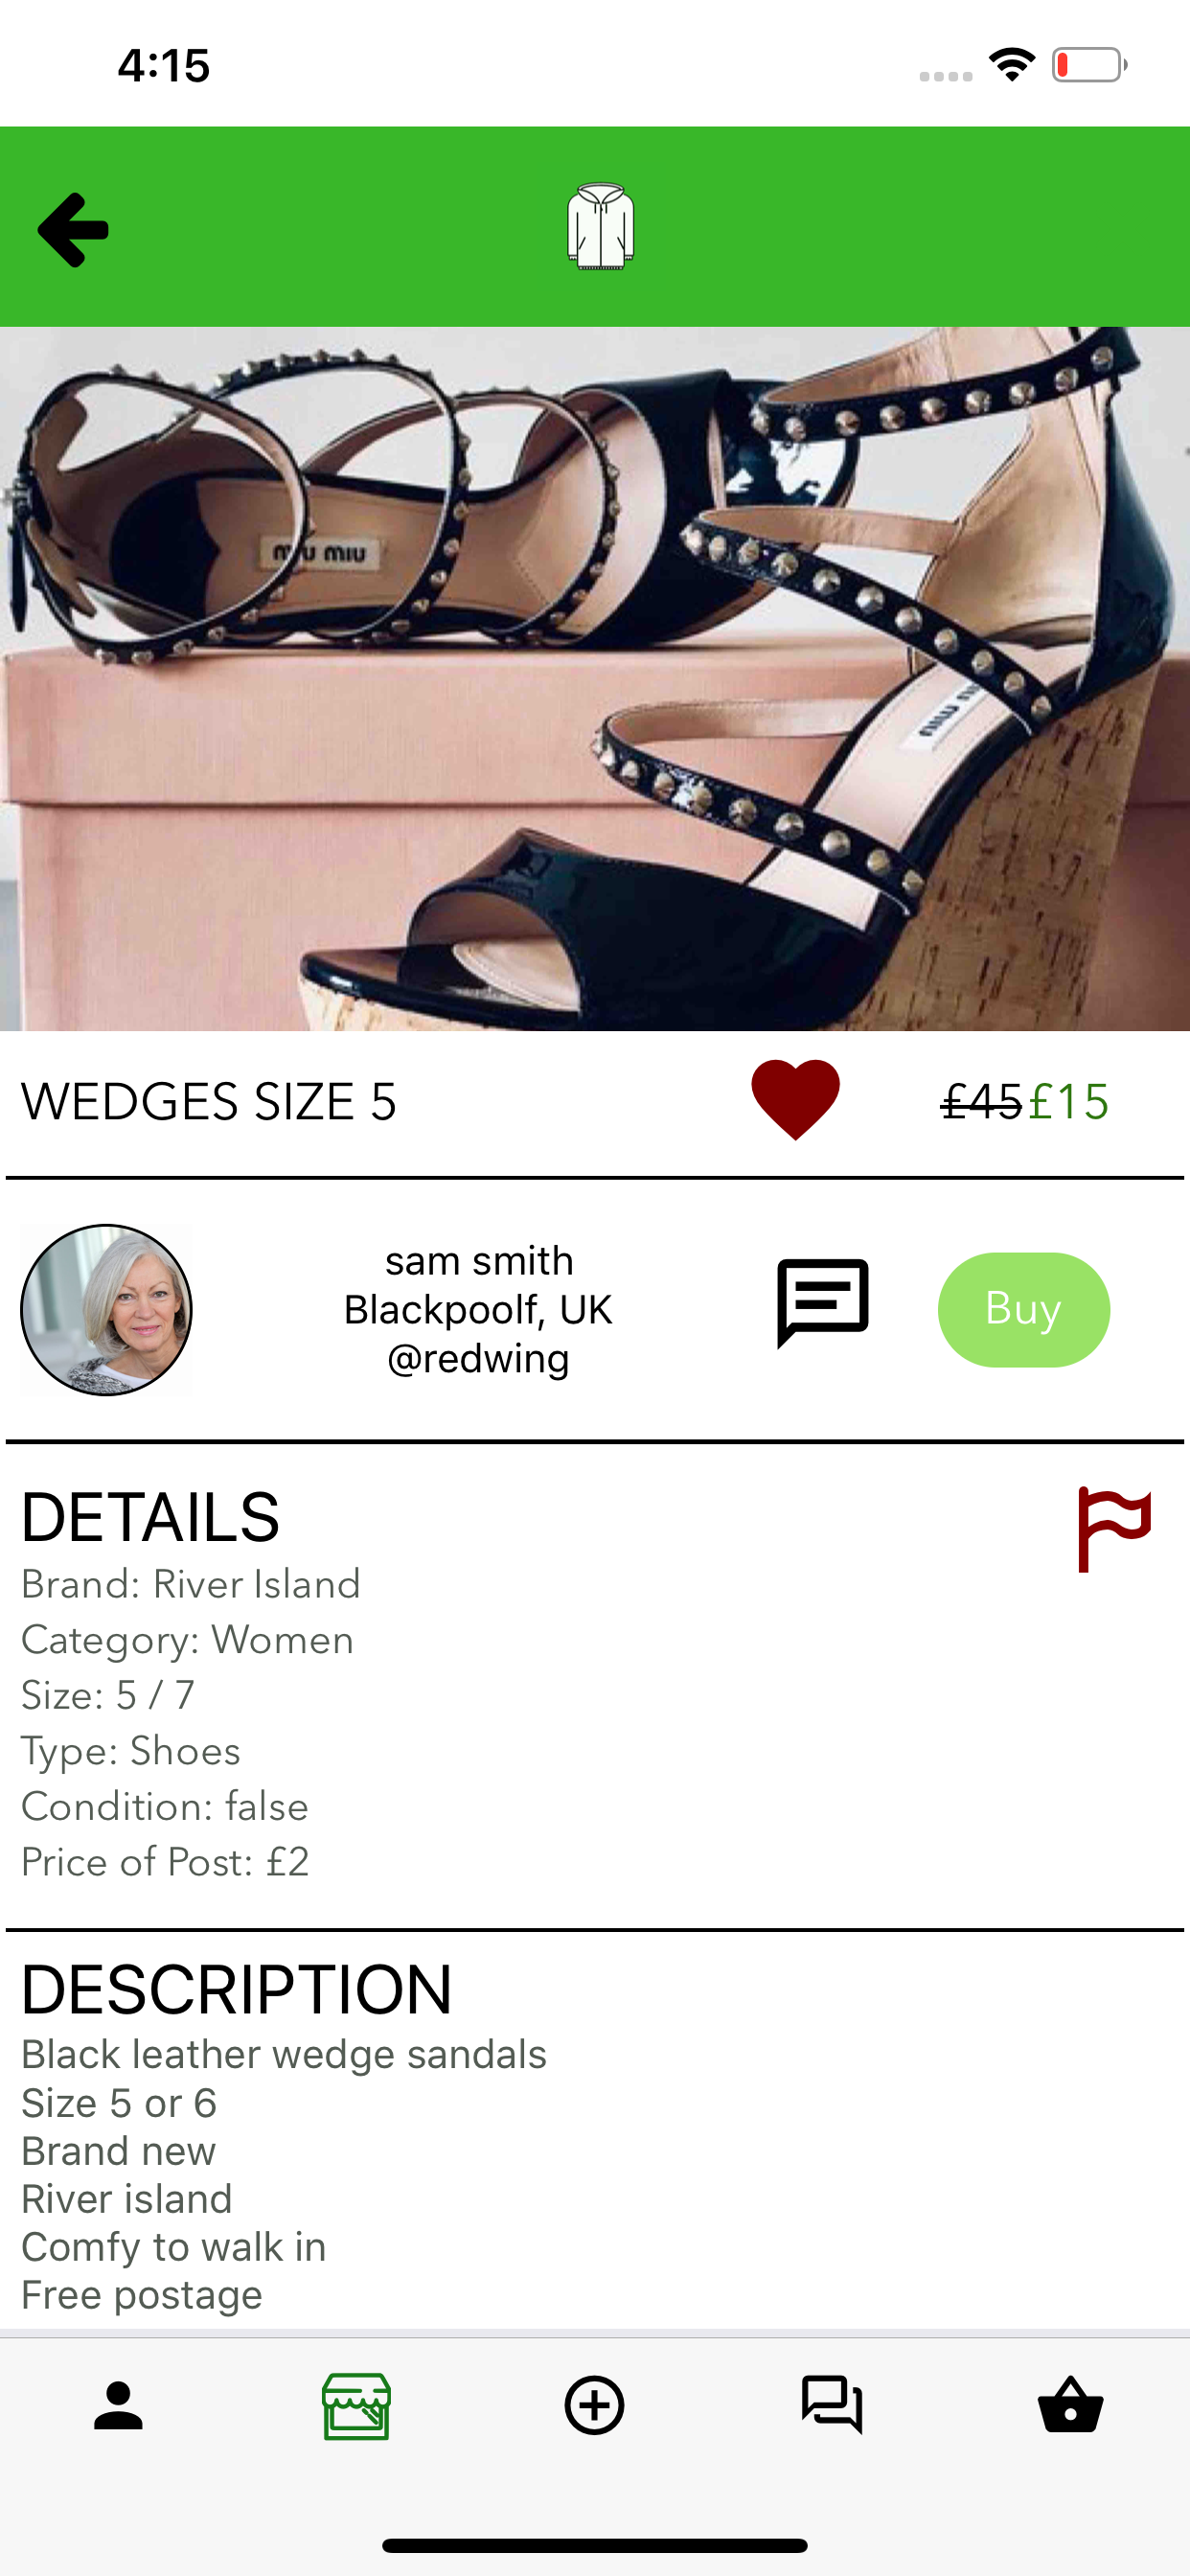 4:15
miu miu
miu miu
WEDGES SIZE 5
£45 £15
sam smith
Blackpoolf, UK
@redwing
Buy
DETAILS
Brand: River Island
Category: Women
Size: 5 / 7
Type: Shoes
Condition: false
Price of Post: £2
DESCRIPTION
Black leather wedge sandals
Size 5 or 6
Brand new
River island
Comfy to walk in
Free postage